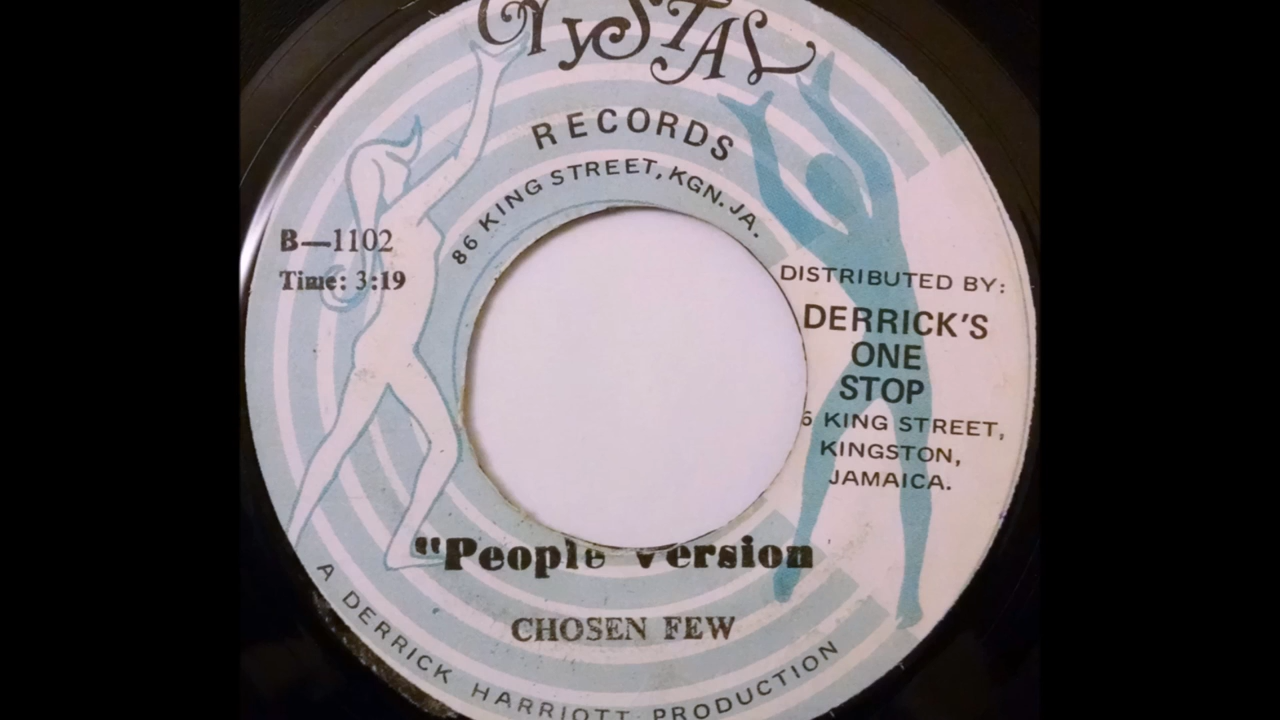 CRYSTAL
RECORDS
86 KING STREET, KGN. JA.
B—1102
Time: 3:19
DISTRIBUTED BY:
DERRICK'S
ONE
STOP
6 KING STREET,
KINGSTON,
JAMAICA.
"People Version
CHOSEN FEW
A DERRICK HARRIOTT PRODUCTION